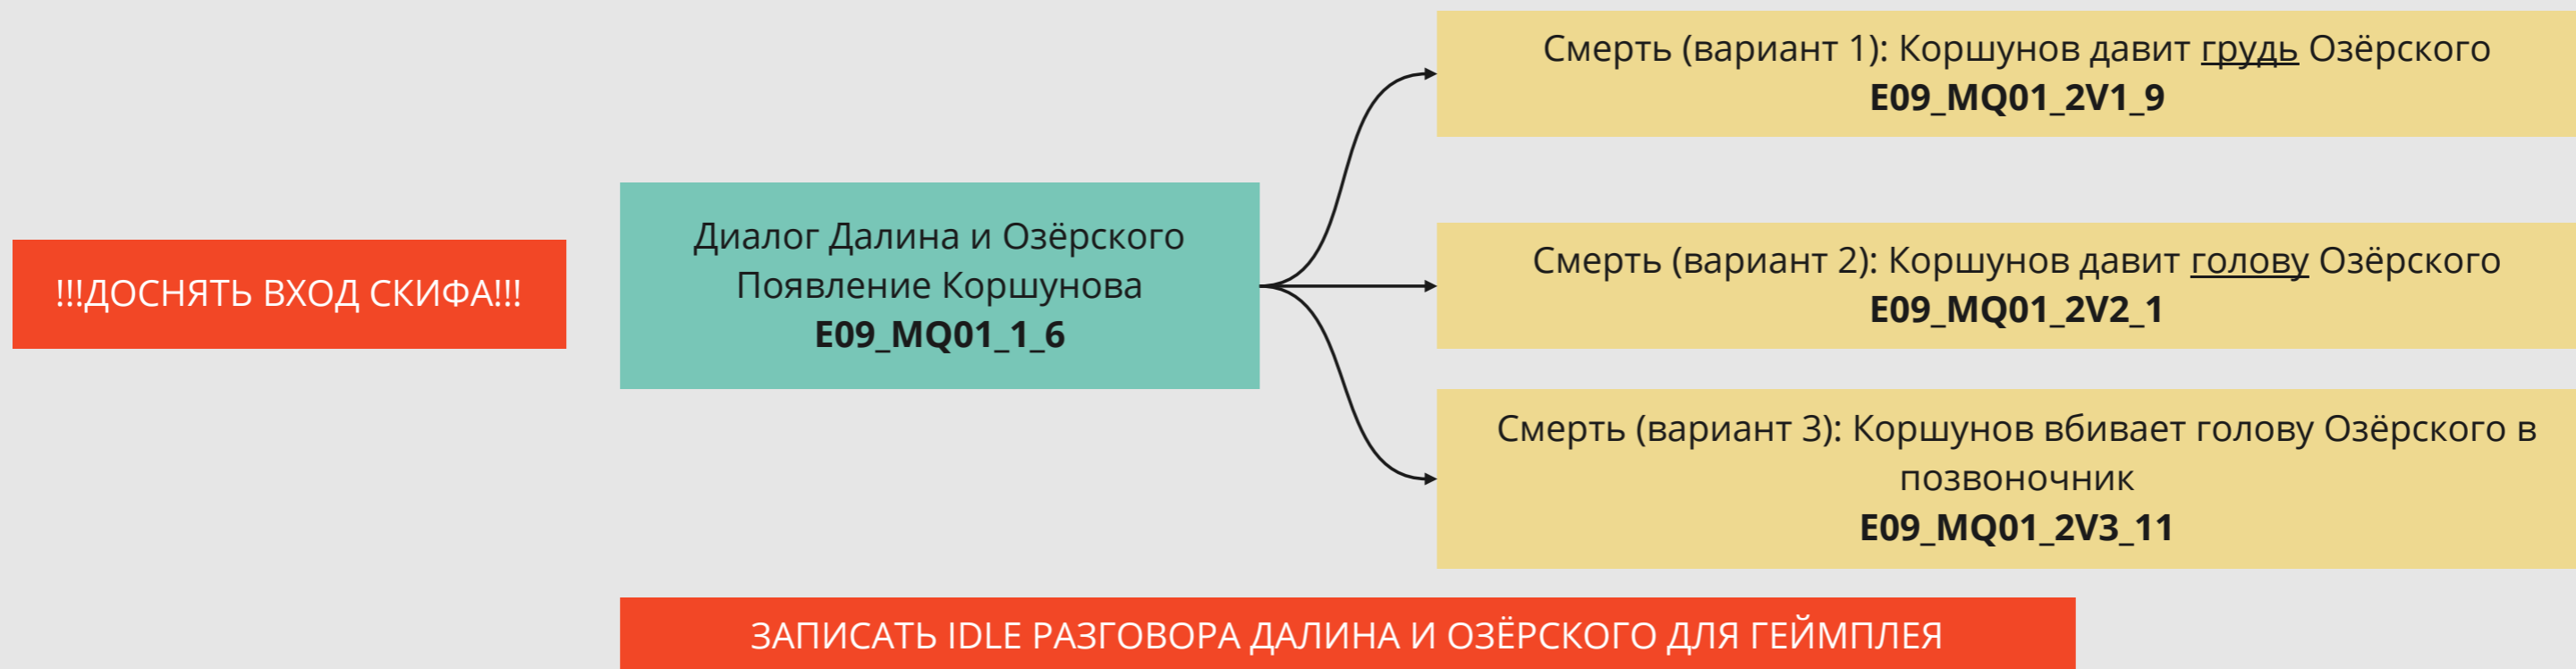 !!!ДОСНЯТЬ ВХОД СКИФА!!!
Диалог Далина и Озёрского
Появление Коршунова
E09_MQ01_1_6
Смерть (вариант 1): Коршунов давит грудь Озёрского
E09_MQ01_2V1_9
Смерть (вариант 2): Коршунов давит голову Озёрского
E09_MQ01_2V2_1
Смерть (вариант 3): Коршунов вбивает голову Озёрского в
позвоночник
E09_MQ01_2V3_11
ЗАПИСАТЬ IDLE РАЗГОВОРА ДАЛИНА И ОЗЁРСКОГО ДЛЯ ГЕЙМПЛЕЯ